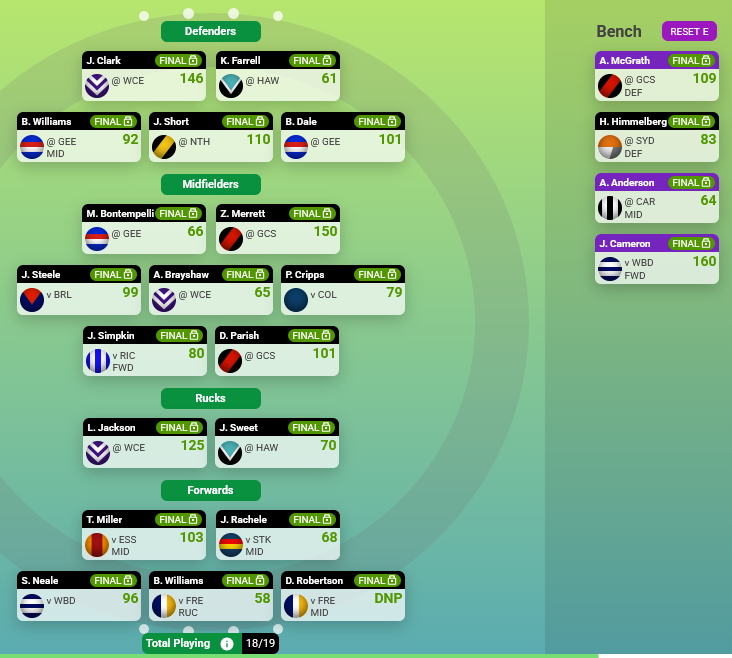 Defenders
Bench
RESET E
J. Clark FINAL
@ WCE 146
K. Farrell FINAL
@ HAW 61
A. McGrath FINAL
@ GCS 109
DEF
B. Williams FINAL
@ GEE 92
MID
J. Short FINAL
@ NTH 110
B. Dale FINAL
@ GEE 101
H. Himmelberg FINAL
@ SYD 83
DEF
Midfielders
A. Anderson FINAL
@ CAR 64
MID
M. Bontempelli FINAL
@ GEE 66
Z. Merrett FINAL
@ GCS 150
J. Cameron FINAL
v WBD 160
FWD
J. Steele FINAL
v BRL 99
A. Brayshaw FINAL
@ WCE 65
P. Cripps FINAL
v COL 79
J. Simpkin FINAL
v RIC 80
FWD
D. Parish FINAL
@ GCS 101
Rucks
L. Jackson FINAL
@ WCE 125
J. Sweet FINAL
@ HAW 70
Forwards
T. Miller FINAL
v ESS 103
MID
J. Rachele FINAL
v STK 68
MID
S. Neale FINAL
v WBD 96
B. Williams FINAL
v FRE 58
RUC
D. Robertson FINAL
v FRE DNP
MID
Total Playing i 18/19